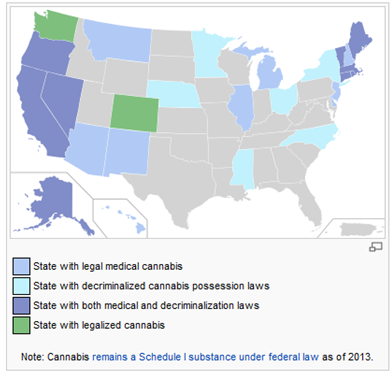 State with legal medical cannabis
State with decriminalized cannabis possession laws
State with both medical and decriminalization laws
State with legalized cannabis
Note: Cannabis remains a Schedule I substance under federal law as of 2013.